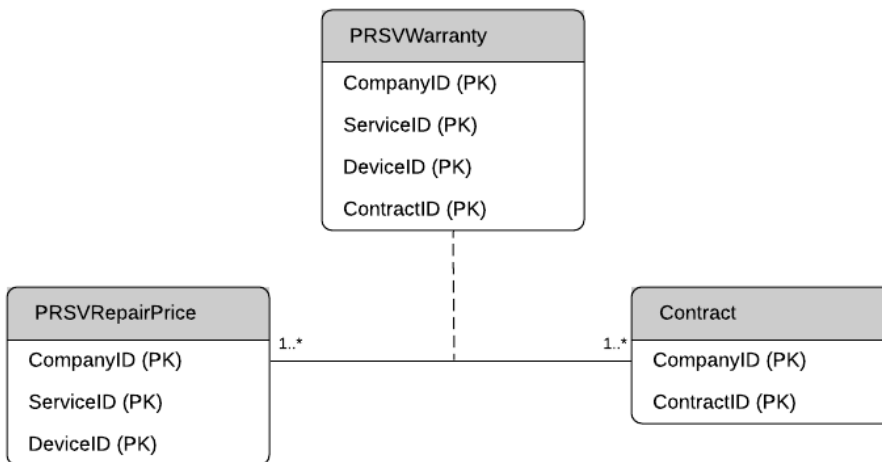 PRSVWarranty
CompanyID (PK)
ServiceID (PK)
DeviceID (PK)
ContractID (PK)
PRSVRepairPrice
CompanyID (PK)
ServiceID (PK)
DeviceID (PK)
1..*
1..*
Contract
CompanyID (PK)
ContractID (PK)